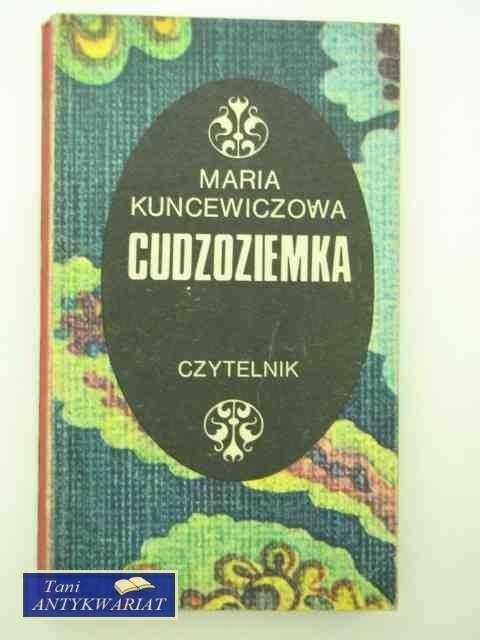 MARIA
KUNCEWICZOWA
CUDZOZIEMKA
CZYTELNIK
Tani
ANTYKWARIAT